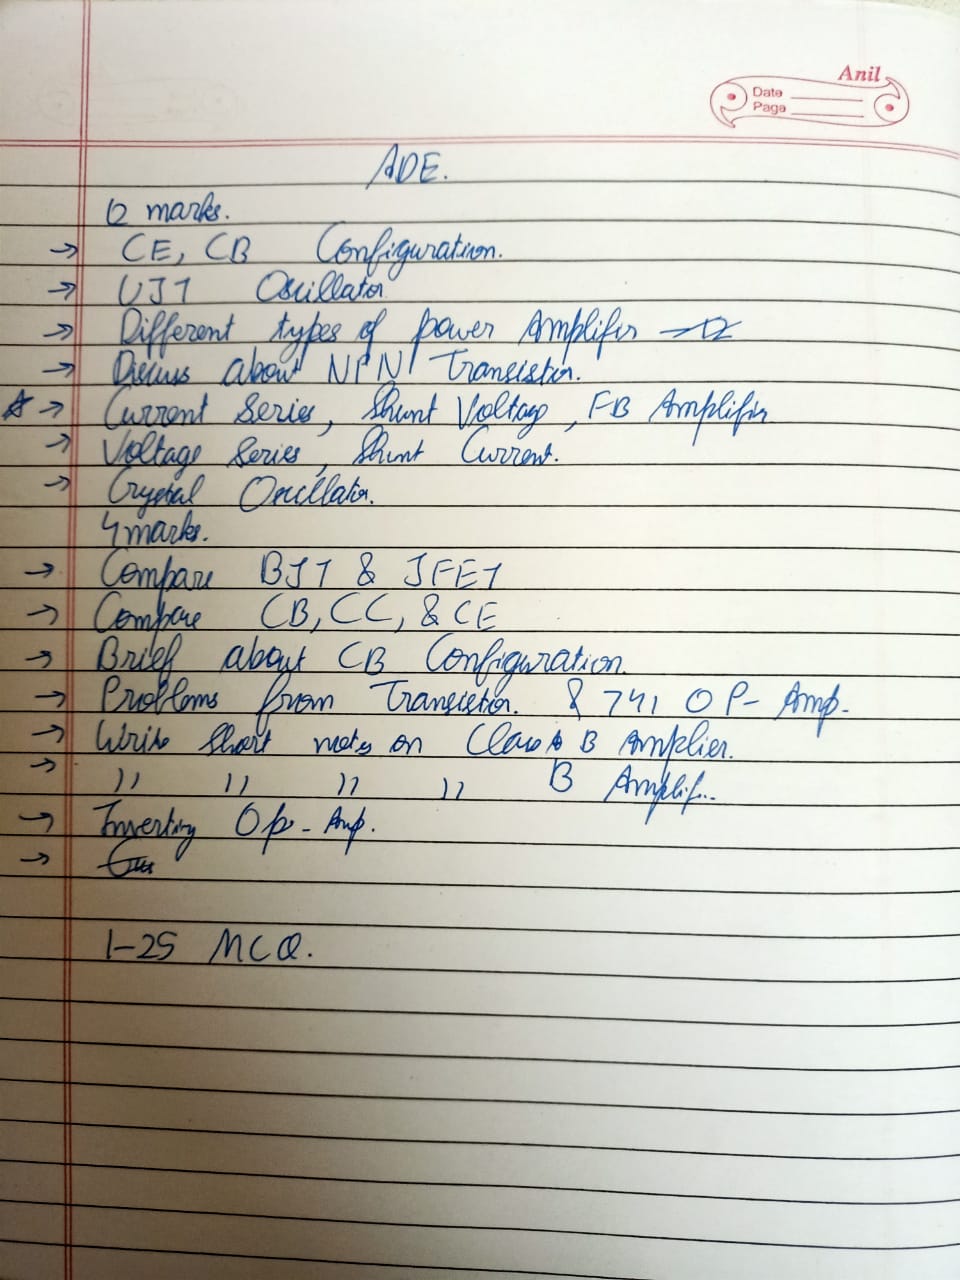 Anil
Date
Page
ADE.
12 marks.
→ CE, CB Configuration.
→ UJT Oscillator
→ Different types of power Amplifier
→ Discuss about NPN Transistor.
☆ → Current Series, Shunt Voltage, FB Amplifier
→ Voltage Series, Shunt Current.
→ Crystal Oscillator.
4 marks.
→ Compare BJT & JFET
→ Compare CB, CC, & CE
→ Brief about CB Configuration.
→ Problems from Transistor. & 741 OP-Amp.
→ Write Short notes on Class B Amplier.
→ " " " " B Amplifi..
→ Inverting Op-Amp.
→
1-25 MCQ.